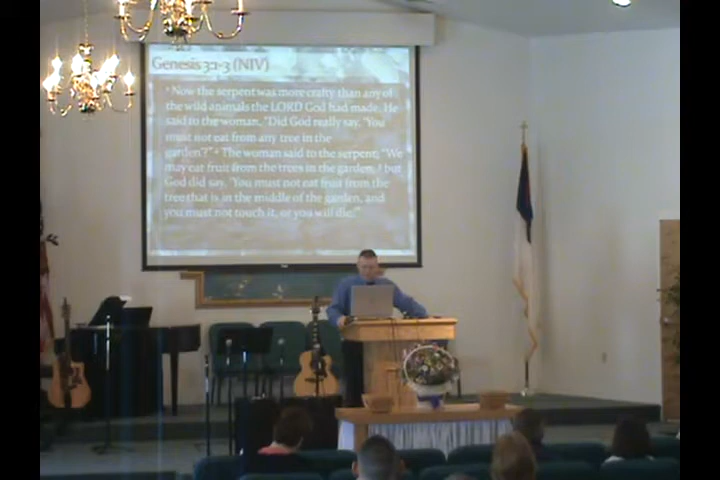 Genesis 3:1-3 (NIV)
¹ Now the serpent was more crafty than any of
the wild animals the LORD God had made. He
said to the woman, "Did God really say, 'You
must not eat from any tree in the
garden'?" ² The woman said to the serpent, "We
may eat fruit from the trees in the garden, ³ but
God did say, 'You must not eat fruit from the
tree that is in the middle of the garden, and
you must not touch it, or you will die.'"